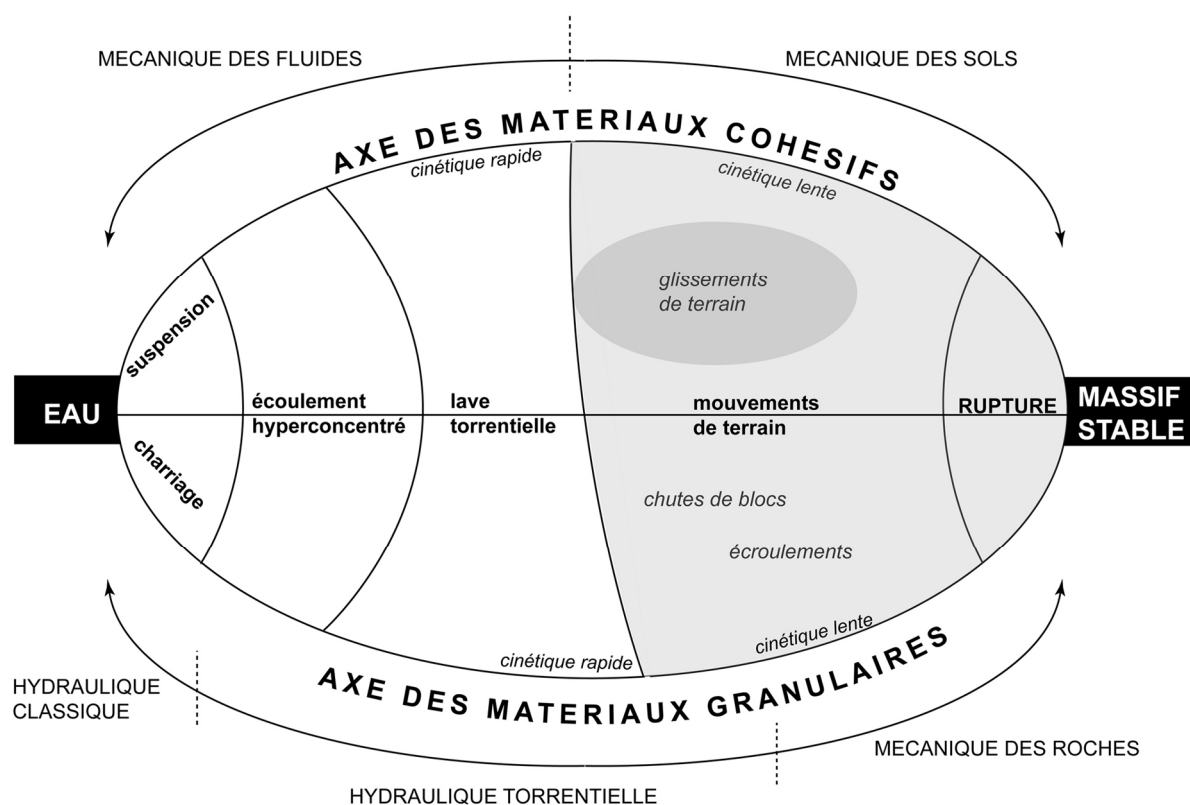 MECANIQUE DES FLUIDES
MECANIQUE DES SOLS
AXE DES MATERIAUX COHESIFS
cinétique rapide
cinétique lente
glissements
de terrain
suspension
EAU
écoulement
hyperconcentré
lave
torrentielle
mouvements
de terrain
RUPTURE
MASSIF
STABLE
charriage
chutes de blocs
écroulements
cinétique lente
cinétique rapide
AXE DES MATERIAUX GRANULAIRES
HYDRAULIQUE
CLASSIQUE
MECANIQUE DES ROCHES
HYDRAULIQUE TORRENTIELLE